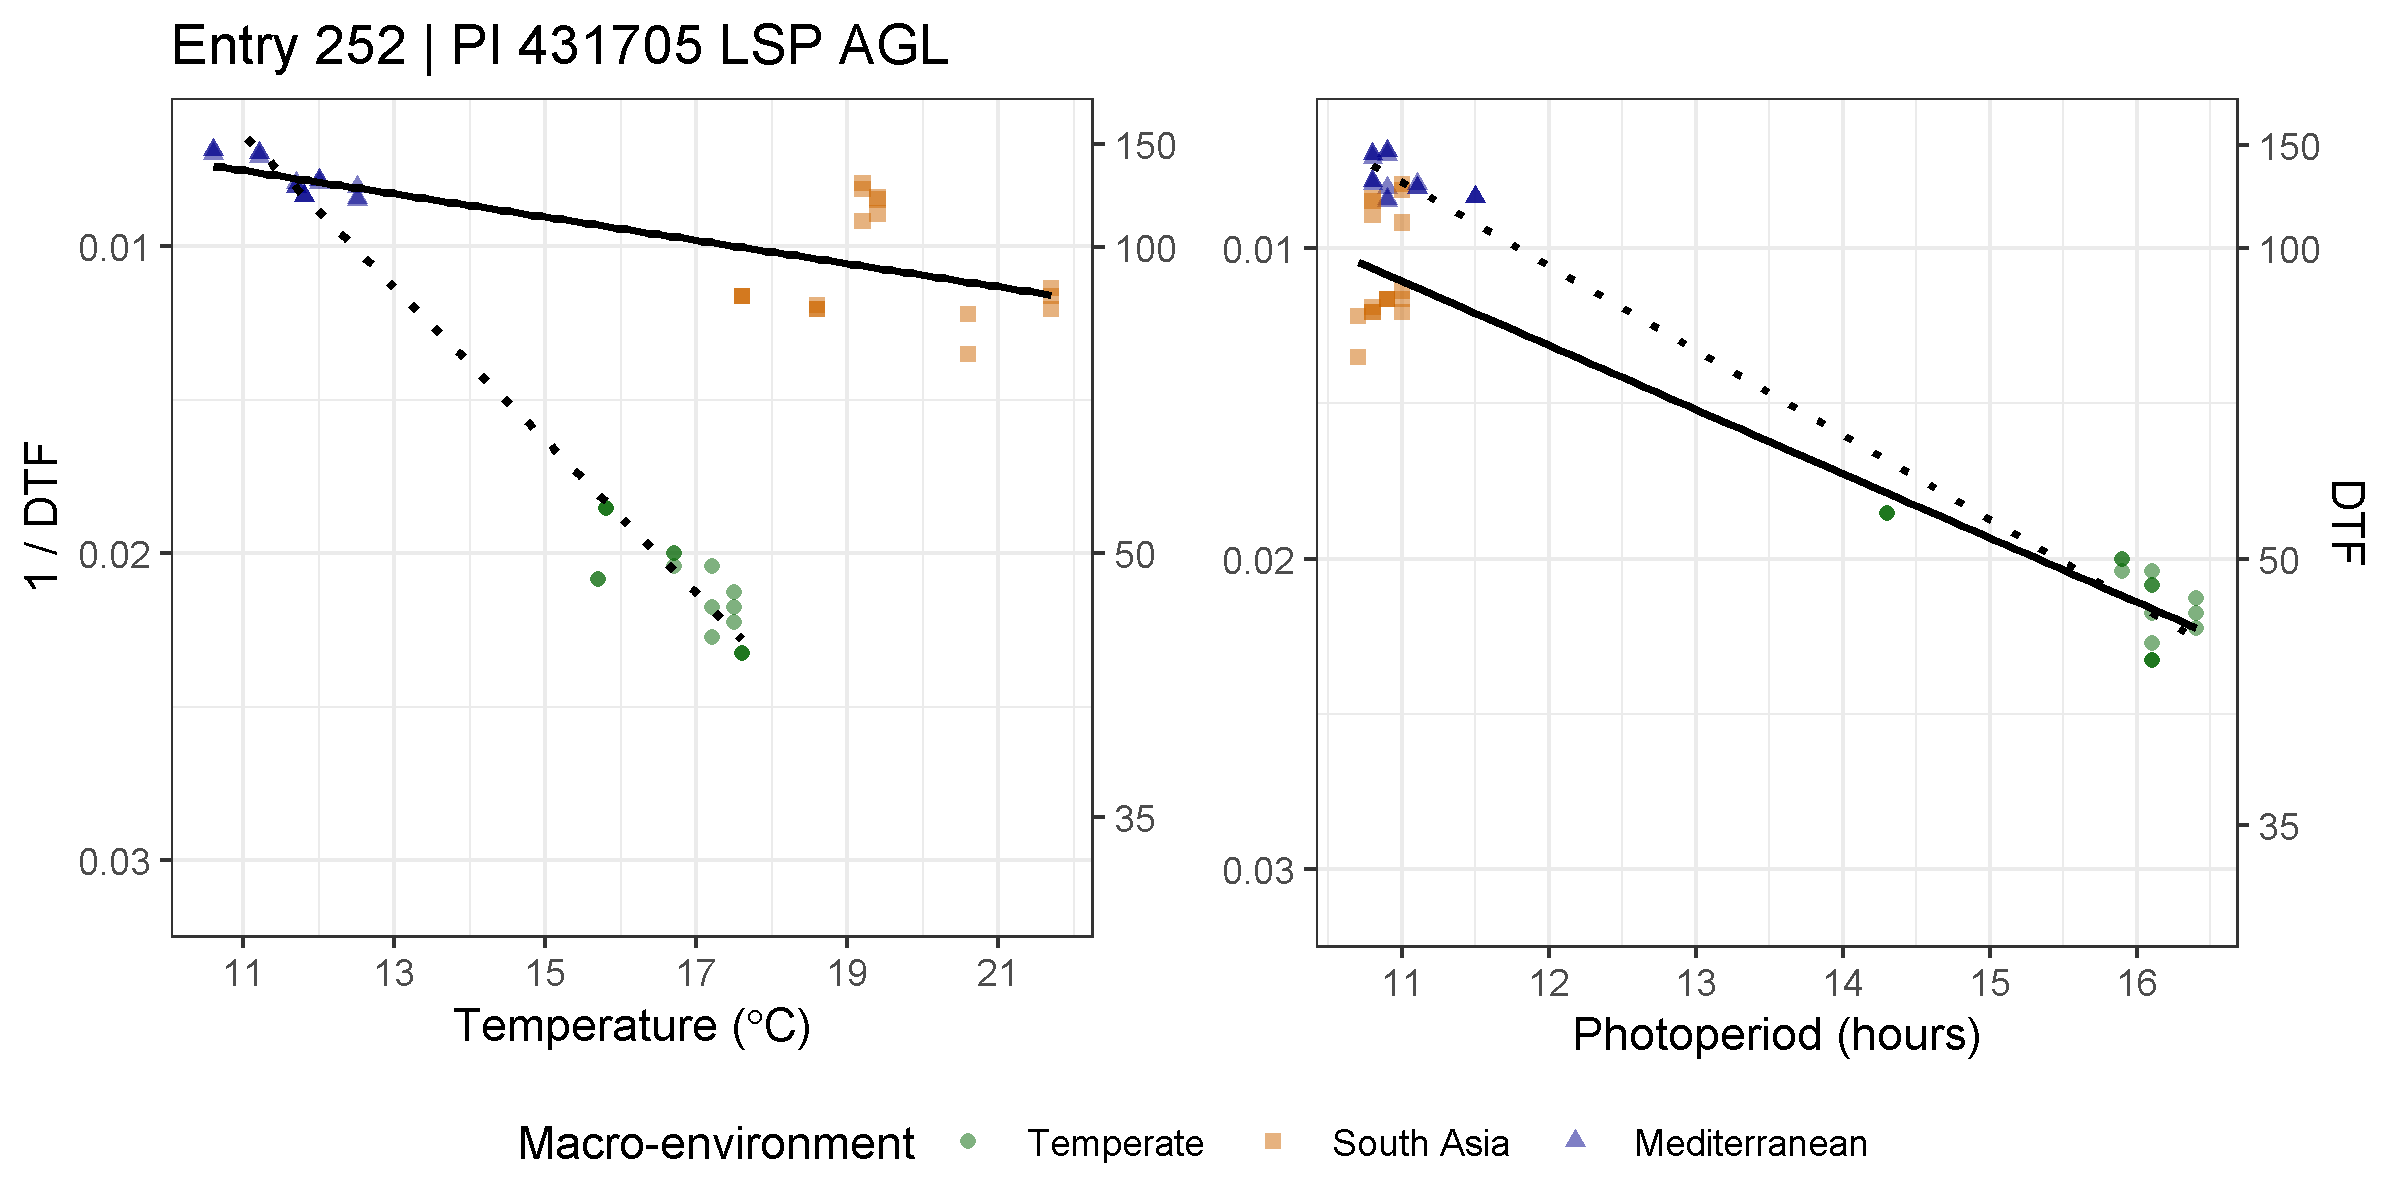 Entry 252 | PI 431705 LSP AGL
1 / DTF
0.01
0.02
0.03
150
100
50
35
11 13 15 17 19 21
Temperature (°C)
0.01
0.02
0.03
150
100
50
35
DTF
11 12 13 14 15 16
Photoperiod (hours)
Macro-environment Temperate South Asia Mediterranean